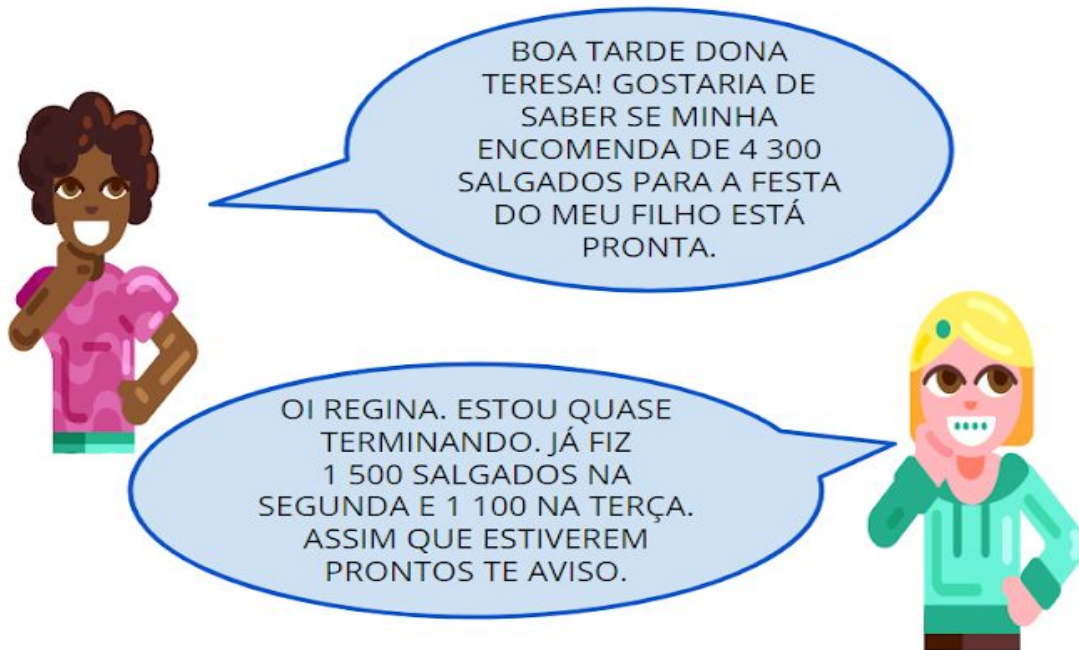 BOA TARDE DONA
TERESA! GOSTARIA DE
SABER SE MINHA
ENCOMENDA DE 4 300
SALGADOS PARA A FESTA
DO MEU FILHO ESTÁ
PRONTA.
OI REGINA. ESTOU QUASE
TERMINANDO. JÁ FIZ
1 500 SALGADOS NA
SEGUNDA E 1 100 NA TERÇA.
ASSIM QUE ESTIVEREM
PRONTOS TE AVISO.